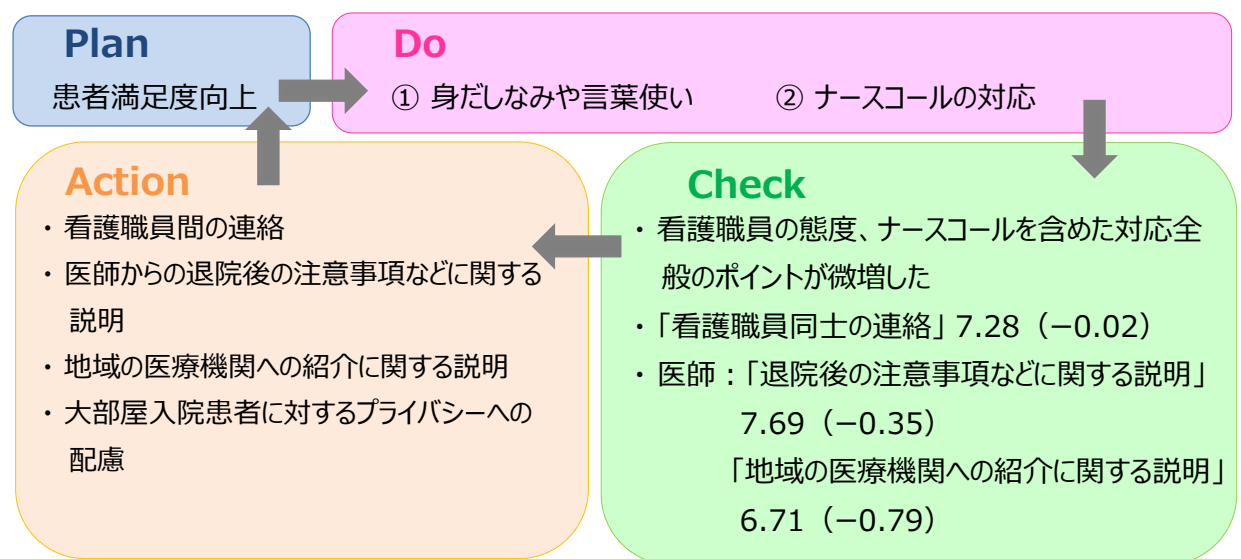 Plan
患者満足度向上
Do
① 身だしなみや言葉使い ② ナースコールの対応
Action
・看護職員間の連絡
・医師からの退院後の注意事項などに関する
説明
・地域の医療機関への紹介に関する説明
・大部屋入院患者に対するプライバシーへの
配慮
Check
・看護職員の態度、ナースコールを含めた対応全
般のポイントが微増した
・「看護職員同士の連絡」7.28（−0.02）
・医師：「退院後の注意事項などに関する説明」
7.69（−0.35）
「地域の医療機関への紹介に関する説明」
6.71（−0.79）